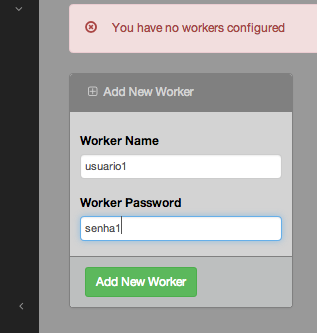 You have no workers configured
Add New Worker
Worker Name
usuario1
Worker Password
senha1
Add New Worker